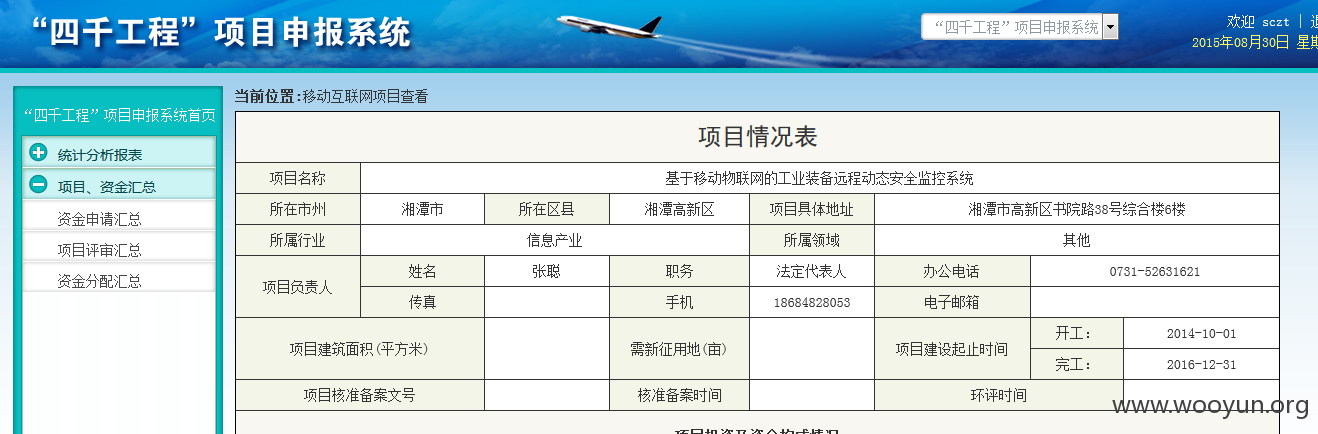 “四千工程”项目申报系统
“四千工程”项目申报系统
欢迎 sczt |
2015年08月30日
“四千工程”项目申报系统首页
统计分析报表
项目、资金汇总
资金申请汇总
项目评审汇总
资金分配汇总
当前位置:移动互联网项目查看
项目情况表
项目名称 基于移动物联网的工业装备远程动态安全监控系统
所在市州 湘潭市 所在区县 湘潭高新区 项目具体地址 湘潭市高新区书院路38号综合楼6楼
所属行业 信息产业 所属领域 其他
项目负责人 姓名 张聪 职务 法定代表人 办公电话 0731-52631621
传真 手机 18684828053 电子邮箱
项目建筑面积(平方米) 需新征用地(亩) 项目建设起止时间 开工： 2014-10-01
完工： 2016-12-31
项目核准备案文号 核准备案时间 环评时间
www.wooyun.org
项目投资及资金构成情况